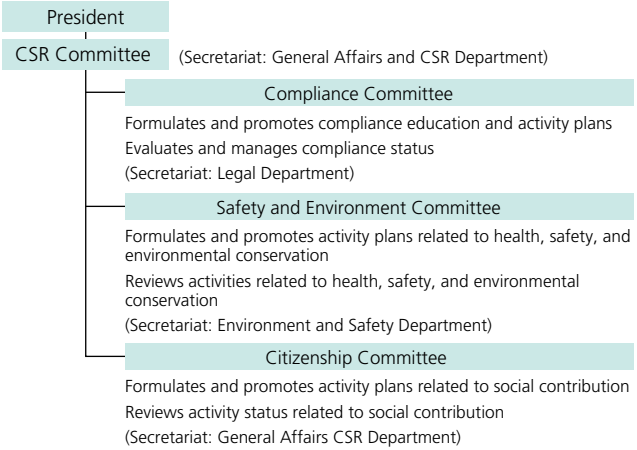 President
CSR Committee (Secretariat: General Affairs and CSR Department)
Compliance Committee
Formulates and promotes compliance education and activity plans
Evaluates and manages compliance status
(Secretariat: Legal Department)
Safety and Environment Committee
Formulates and promotes activity plans related to health, safety, and
environmental conservation
Reviews activities related to health, safety, and environmental
conservation
(Secretariat: Environment and Safety Department)
Citizenship Committee
Formulates and promotes activity plans related to social contribution
Reviews activity status related to social contribution
(Secretariat: General Affairs CSR Department)